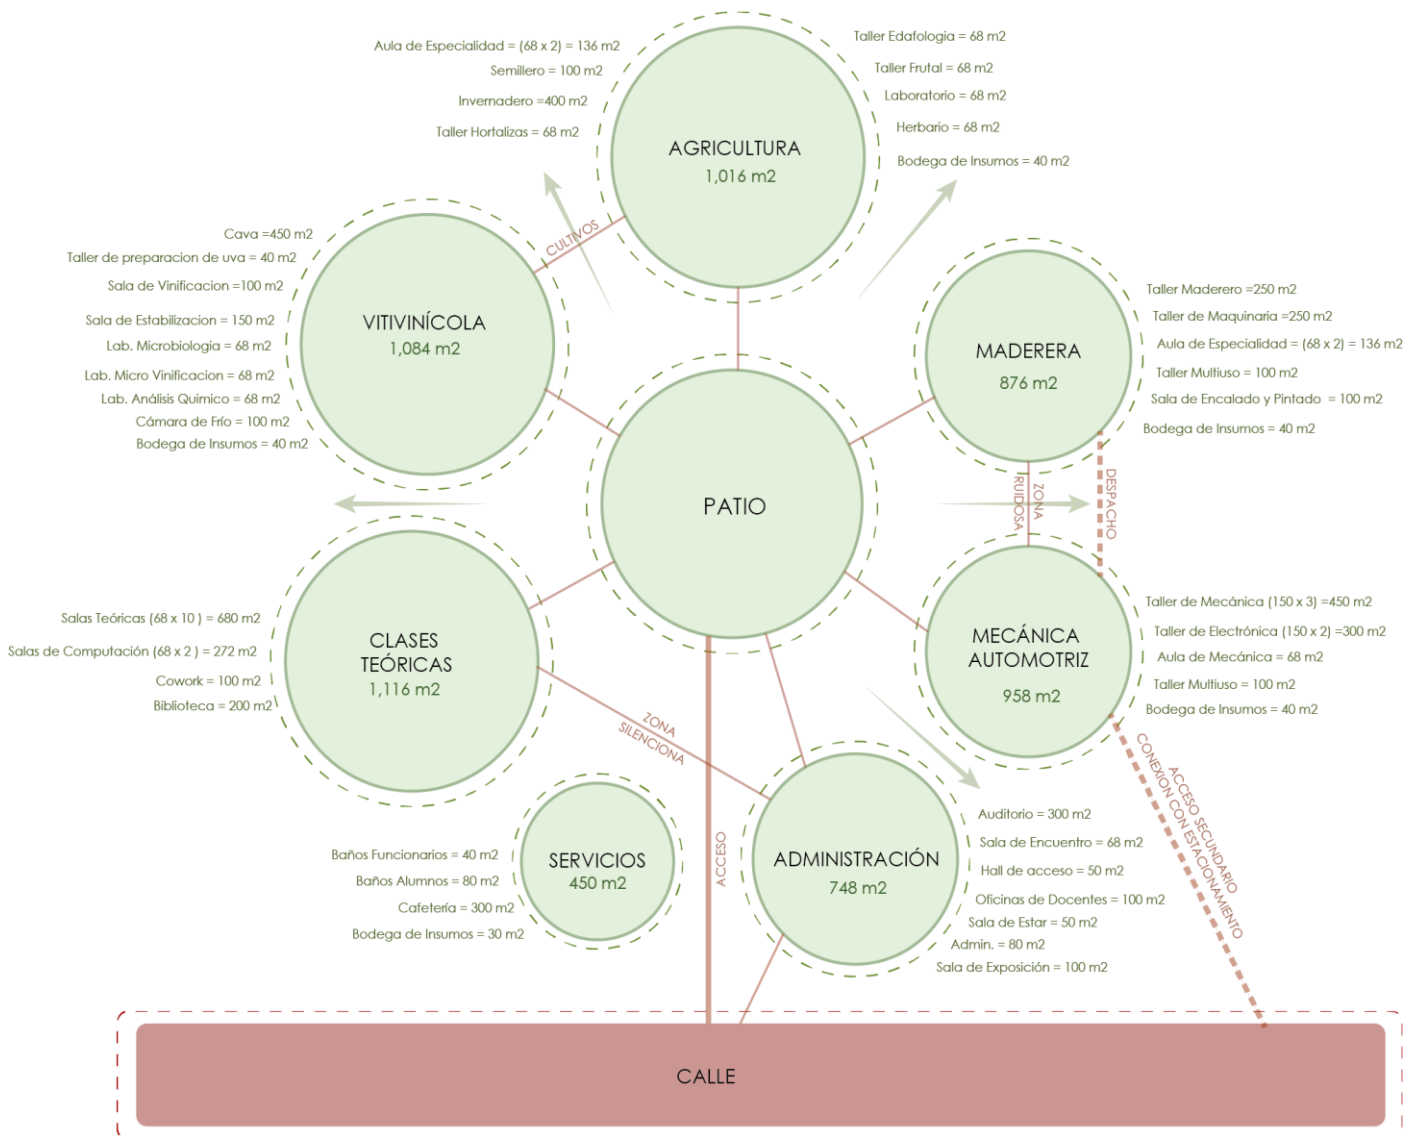 Aula de Especialidad = (68 x 2) = 136 m2
Semillero = 100 m2
Invernadero =400 m2
Taller Hortalizas = 68 m2
AGRICULTURA
1,016 m2
Taller Edafologia = 68 m2
Taller Frutal = 68 m2
Laboratorio = 68 m2
Herbario = 68 m2
Bodega de Insumos = 40 m2
CULTIVOS
Cava =450 m2
Taller de preparacion de uva = 40 m2
Sala de Vinificacion =100 m2
Sala de Estabilizacion = 150 m2
Lab. Microbiologia = 68 m2
Lab. Micro Vinificacion = 68 m2
Lab. Análisis Quimico = 68 m2
Cámara de Frío = 100 m2
Bodega de Insumos = 40 m2
VITIVINÍCOLA
1,084 m2
MADERERA
876 m2
Taller Maderero =250 m2
Taller de Maquinaria =250 m2
Aula de Especialidad = (68 x 2) = 136 m2
Taller Multiuso = 100 m2
Sala de Encalado y Pintado = 100 m2
Bodega de Insumos = 40 m2
PATIO
ZONA
RUIDOSA
DESPACHO
Salas Teóricas (68 x 10 ) = 680 m2
Salas de Computación (68 x 2 ) = 272 m2
Cowork = 100 m2
Biblioteca = 200 m2
CLASES
TEÓRICAS
1,116 m2
MECÁNICA
AUTOMOTRIZ
958 m2
Taller de Mecánica (150 x 3) =450 m2
Taller de Electrónica (150 x 2) =300 m2
Aula de Mecánica = 68 m2
Taller Multiuso = 100 m2
Bodega de Insumos = 40 m2
ZONA
SILENCIONA
ACCESO
ACCESO SECUNDARIO
CONEXION CON ESTACIONAMIENTO
Baños Funcionarios = 40 m2
Baños Alumnos = 80 m2
Cafetería = 300 m2
Bodega de Insumos = 30 m2
SERVICIOS
450 m2
ADMINISTRACIÓN
748 m2
Auditorio = 300 m2
Sala de Encuentro = 68 m2
Hall de acceso = 50 m2
Oficinas de Docentes = 100 m2
Sala de Estar = 50 m2
Admin. = 80 m2
Sala de Exposición = 100 m2
CALLE